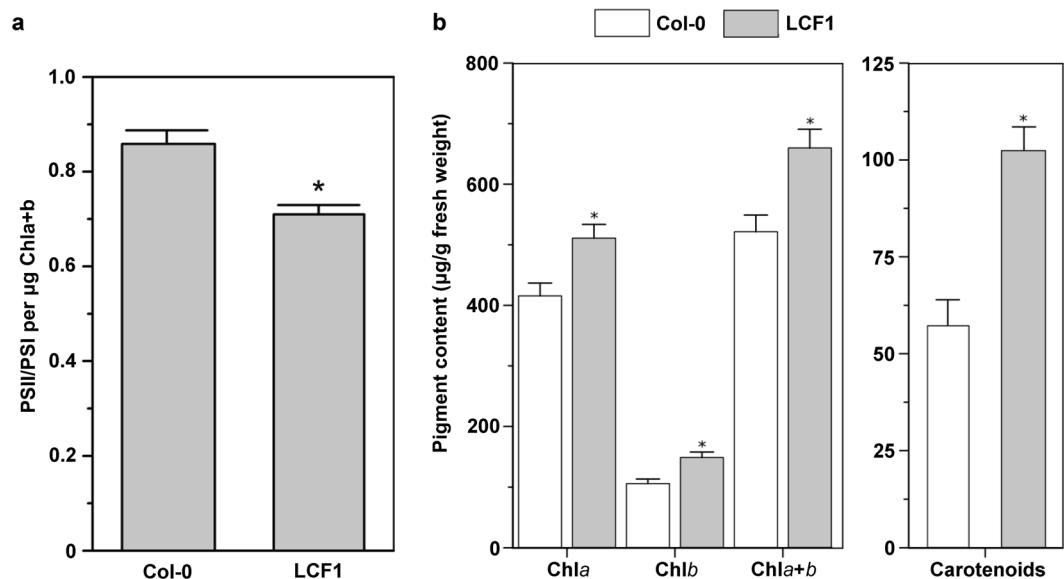 a
PSII/PSI per µg Chla+b
1.0
0.8
0.6
0.4
0.2
0
*
Col-0
LCF1
b
Col-0
LCF1
Pigment content (µg/g fresh weight)
800
600
400
200
0
*
*
*
Chla
Chlb
Chla+b
125
100
75
50
25
0
*
Carotenoids